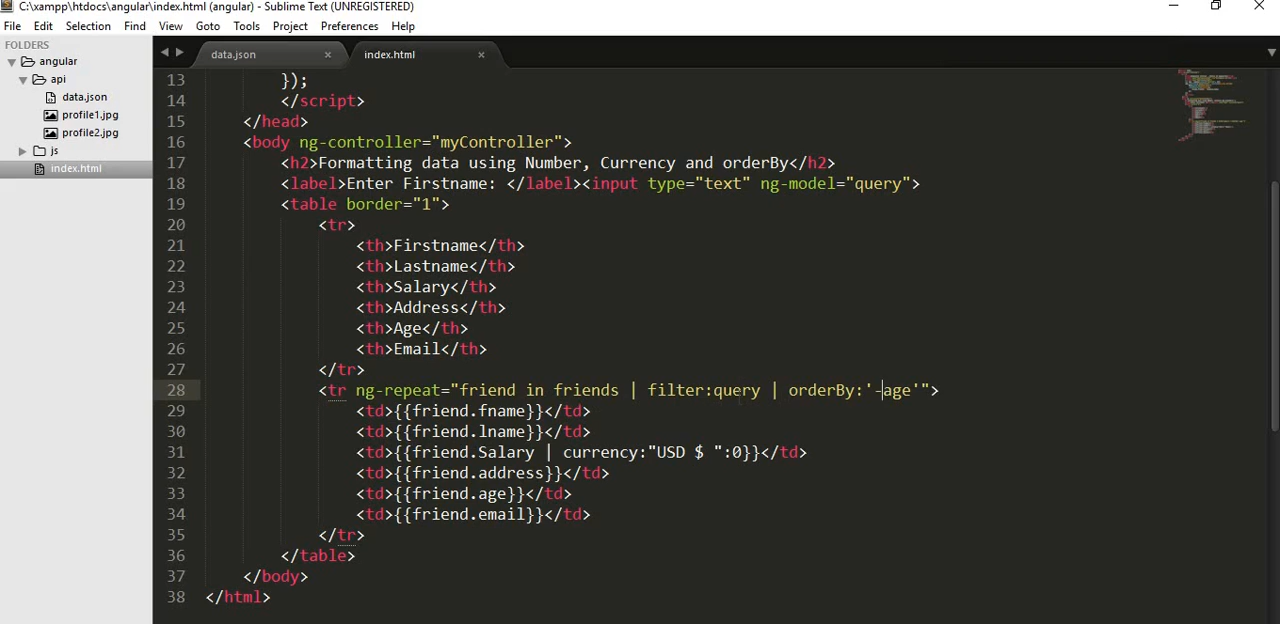 C:\xampp\htdocs\angular\index.html (angular) - Sublime Text (UNREGISTERED)
File Edit Selection Find View Goto Tools Project Preferences Help
FOLDERS
angular
api
data.json
profile1.jpg
profile2.jpg
js
index.html
data.json × index.html ×
13 });
14 </script>
15 </head>
16 <body ng-controller="myController">
17 <h2>Formatting data using Number, Currency and orderBy</h2>
18 <label>Enter Firstname: </label><input type="text" ng-model="query">
19 <table border="1">
20 <tr>
21 <th>Firstname</th>
22 <th>Lastname</th>
23 <th>Salary</th>
24 <th>Address</th>
25 <th>Age</th>
26 <th>Email</th>
27 </tr>
28 <tr ng-repeat="friend in friends | filter:query | orderBy:'-age'">
29 <td>{{friend.fname}}</td>
30 <td>{{friend.lname}}</td>
31 <td>{{friend.Salary | currency:"USD $ ":0}}</td>
32 <td>{{friend.address}}</td>
33 <td>{{friend.age}}</td>
34 <td>{{friend.email}}</td>
35 </tr>
36 </table>
37 </body>
38 </html>